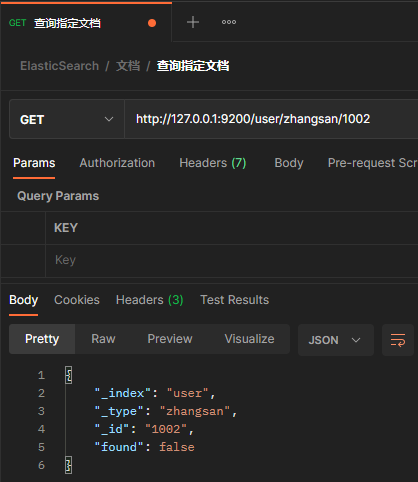 GET 查询指定文档
ElasticSearch / 文档 / 查询指定文档
GET http://127.0.0.1:9200/user/zhangsan/1002
Params Authorization Headers (7) Body Pre-request Scr
Query Params
KEY
Key
Body Cookies Headers (3) Test Results
Pretty Raw Preview Visualize JSON
1 {
2 "_index": "user",
3 "_type": "zhangsan",
4 "_id": "1002",
5 "found": false
6 }